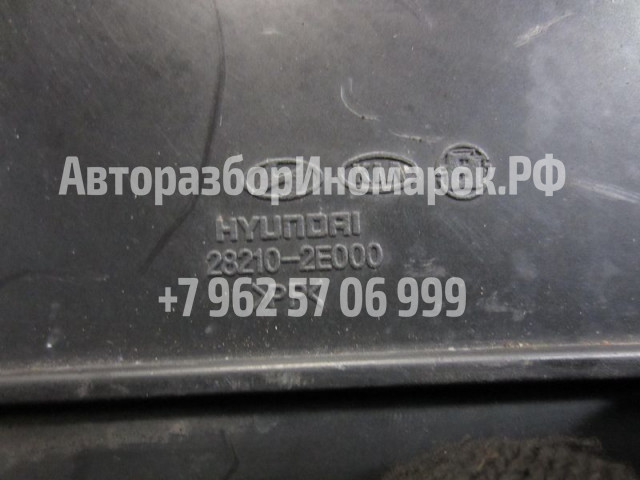 АвторазборИномарок.РФ
HYUNDAI
28210-2E000
+7 962 57 06 999